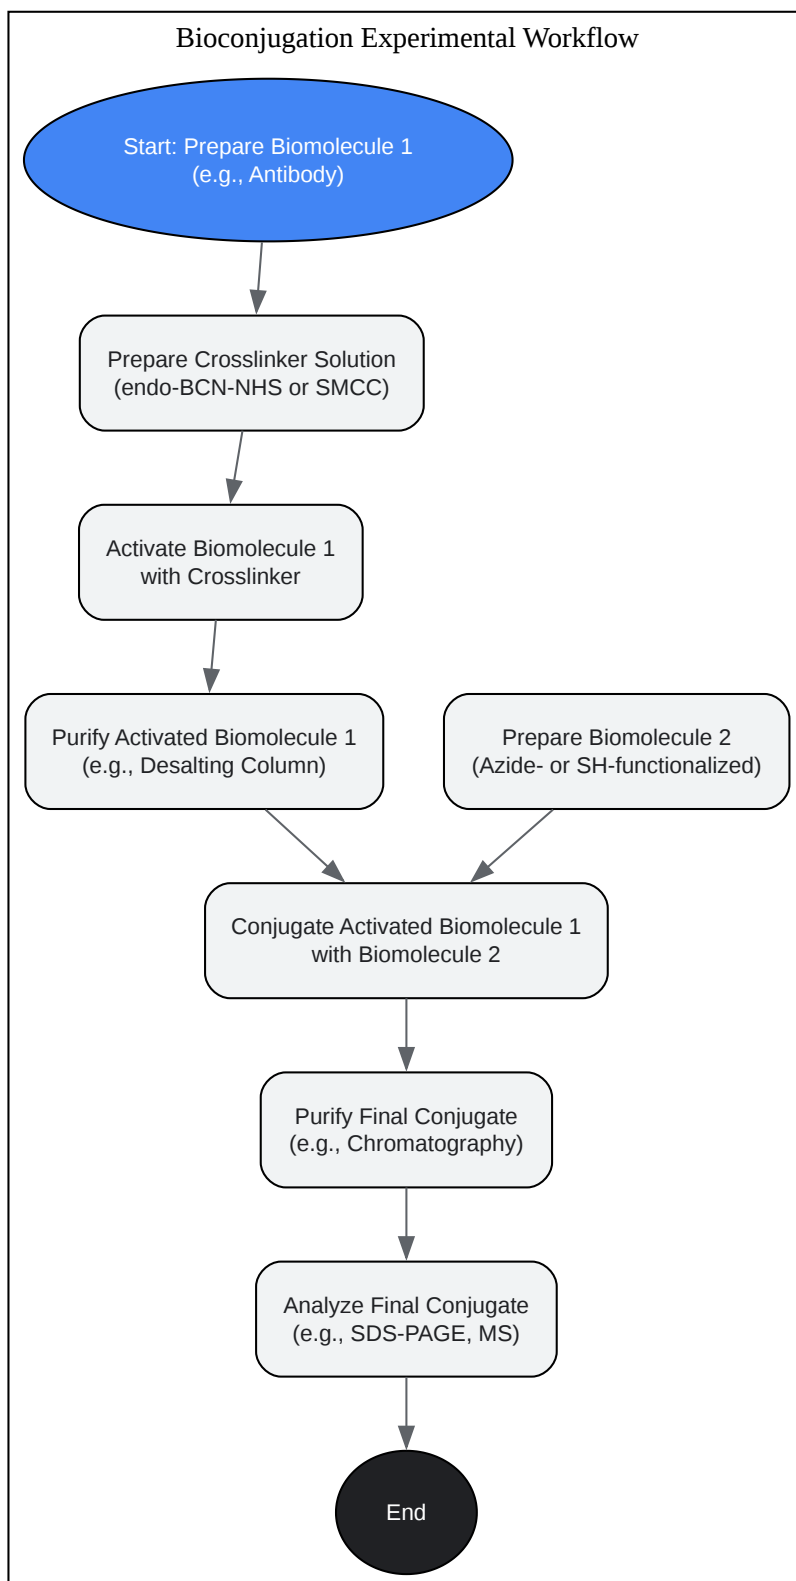 Bioconjugation Experimental Workflow
Start: Prepare Biomolecule 1
(e.g., Antibody)
Prepare Crosslinker Solution
(endo-BCN-NHS or SMCC)
Activate Biomolecule 1
with Crosslinker
Purify Activated Biomolecule 1
(e.g., Desalting Column)
Prepare Biomolecule 2
(Azide- or SH-functionalized)
Conjugate Activated Biomolecule 1
with Biomolecule 2
Purify Final Conjugate
(e.g., Chromatography)
Analyze Final Conjugate
(e.g., SDS-PAGE, MS)
End